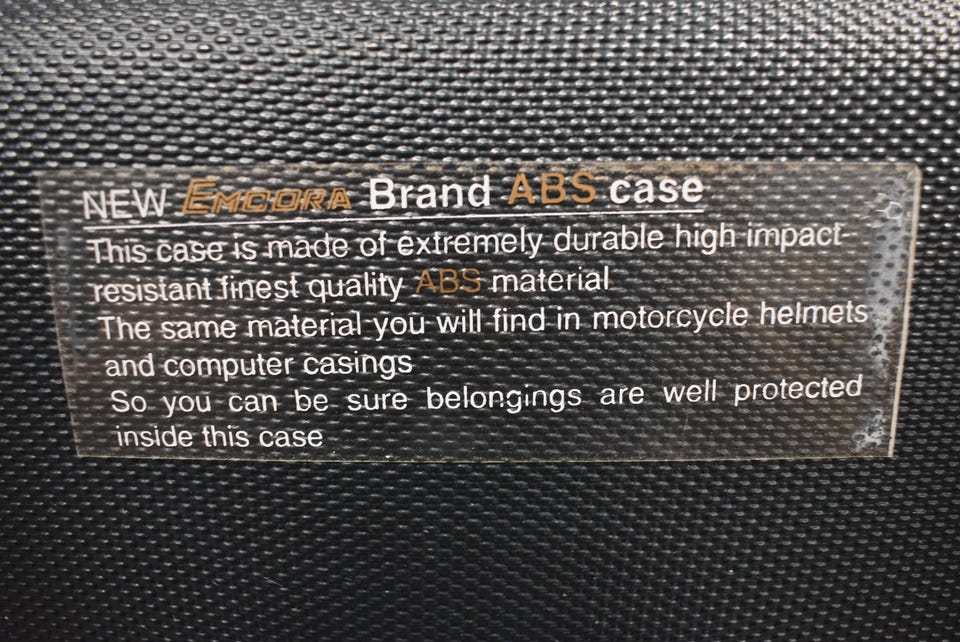 NEW EMCORA Brand ABS case
This case is made of extremely durable high impact-
resistant finest quality ABS material
The same material you will find in motorcycle helmets
and computer casings
So you can be sure belongings are well protected
inside this case